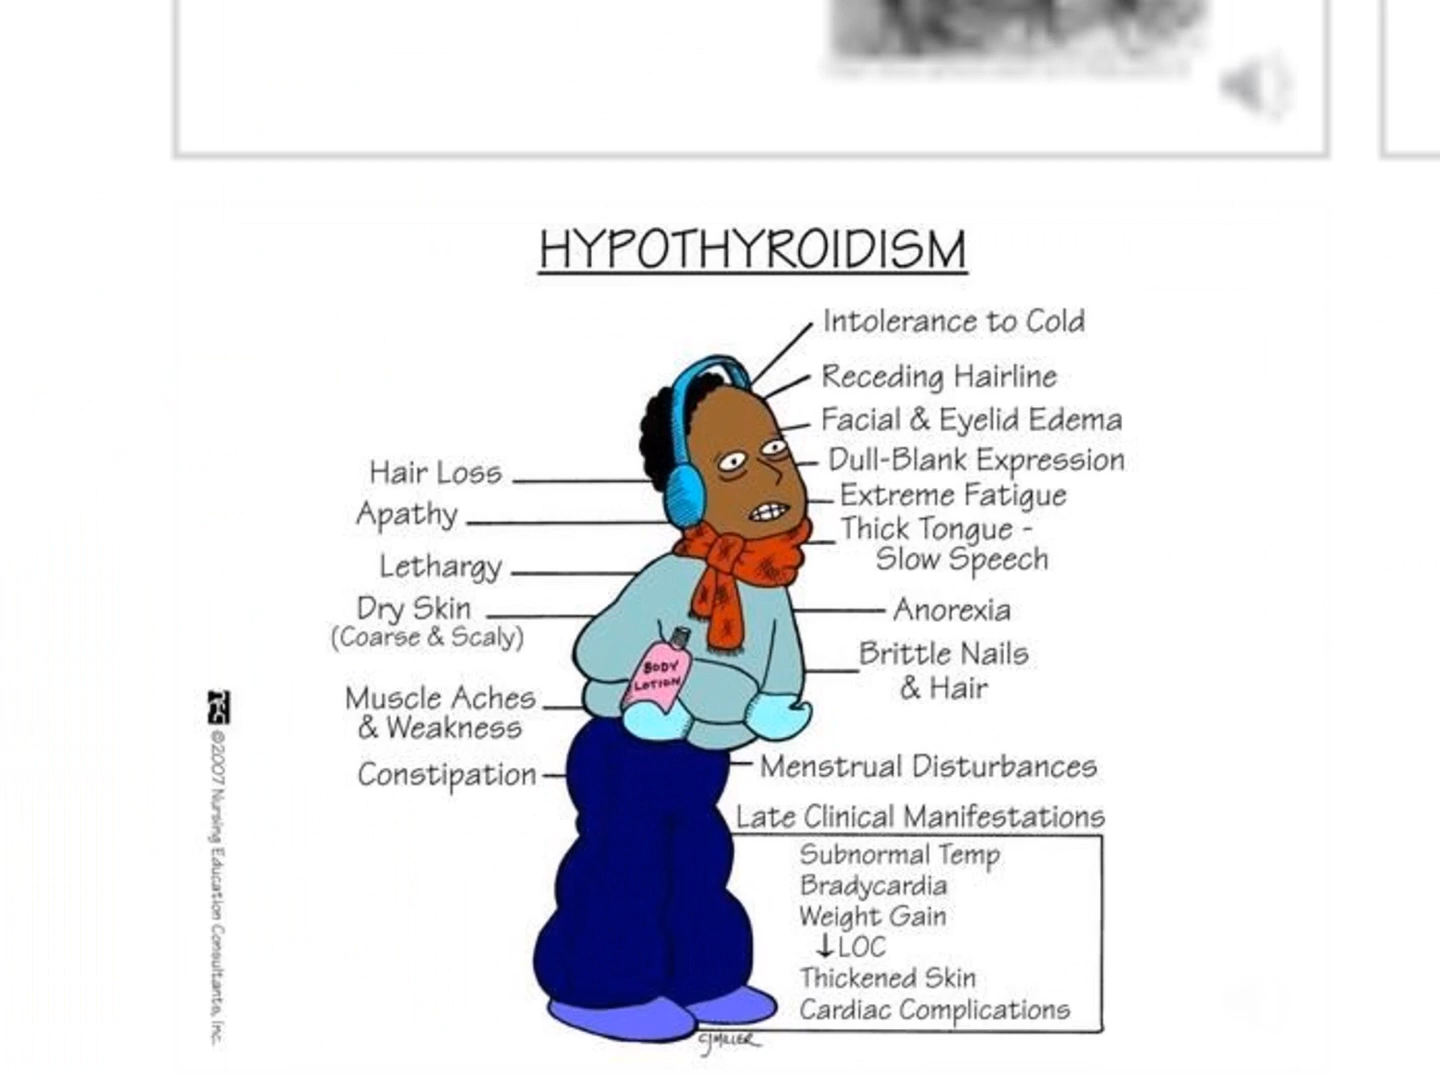 HYPOTHYROIDISM
Intolerance to Cold
Receding Hairline
Facial & Eyelid Edema
Dull-Blank Expression
Extreme Fatigue
Thick Tongue -
Slow Speech
Anorexia
Brittle Nails
& Hair
Menstrual Disturbances
Hair Loss
Apathy
Lethargy
Dry Skin
(Coarse & Scaly)
Muscle Aches
& Weakness
Constipation
BODY
LOTION
Late Clinical Manifestations
Subnormal Temp
Bradycardia
Weight Gain
↓LOC
Thickened Skin
Cardiac Complications
CJMILLER
©2007 Nursing Education Consultants, Inc.